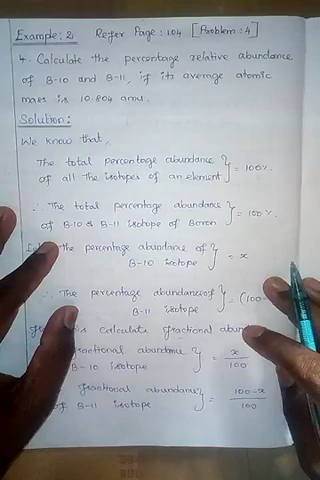 Example: 2; Refer Page: 104 [Problem: 4]
4. Calculate the percentage relative abundance
of B-10 and B-11, if its average atomic
mass is 10.804 amu.
Solution:
We know that,
The total percentage abundance
of all the isotopes of an element } = 100%.
∴ The total percentage abundance
of B-10 & B-11 isotope of Boron } = 100%.
the percentage abundance of
B-10 isotope } = x
∴ The percentage abundance of
B-11 isotope } = (100-
calculate fractional abund
fractional abundance
B-10 isotope } = x/100
fractional abundance
of B-11 isotope } = 100-x/100